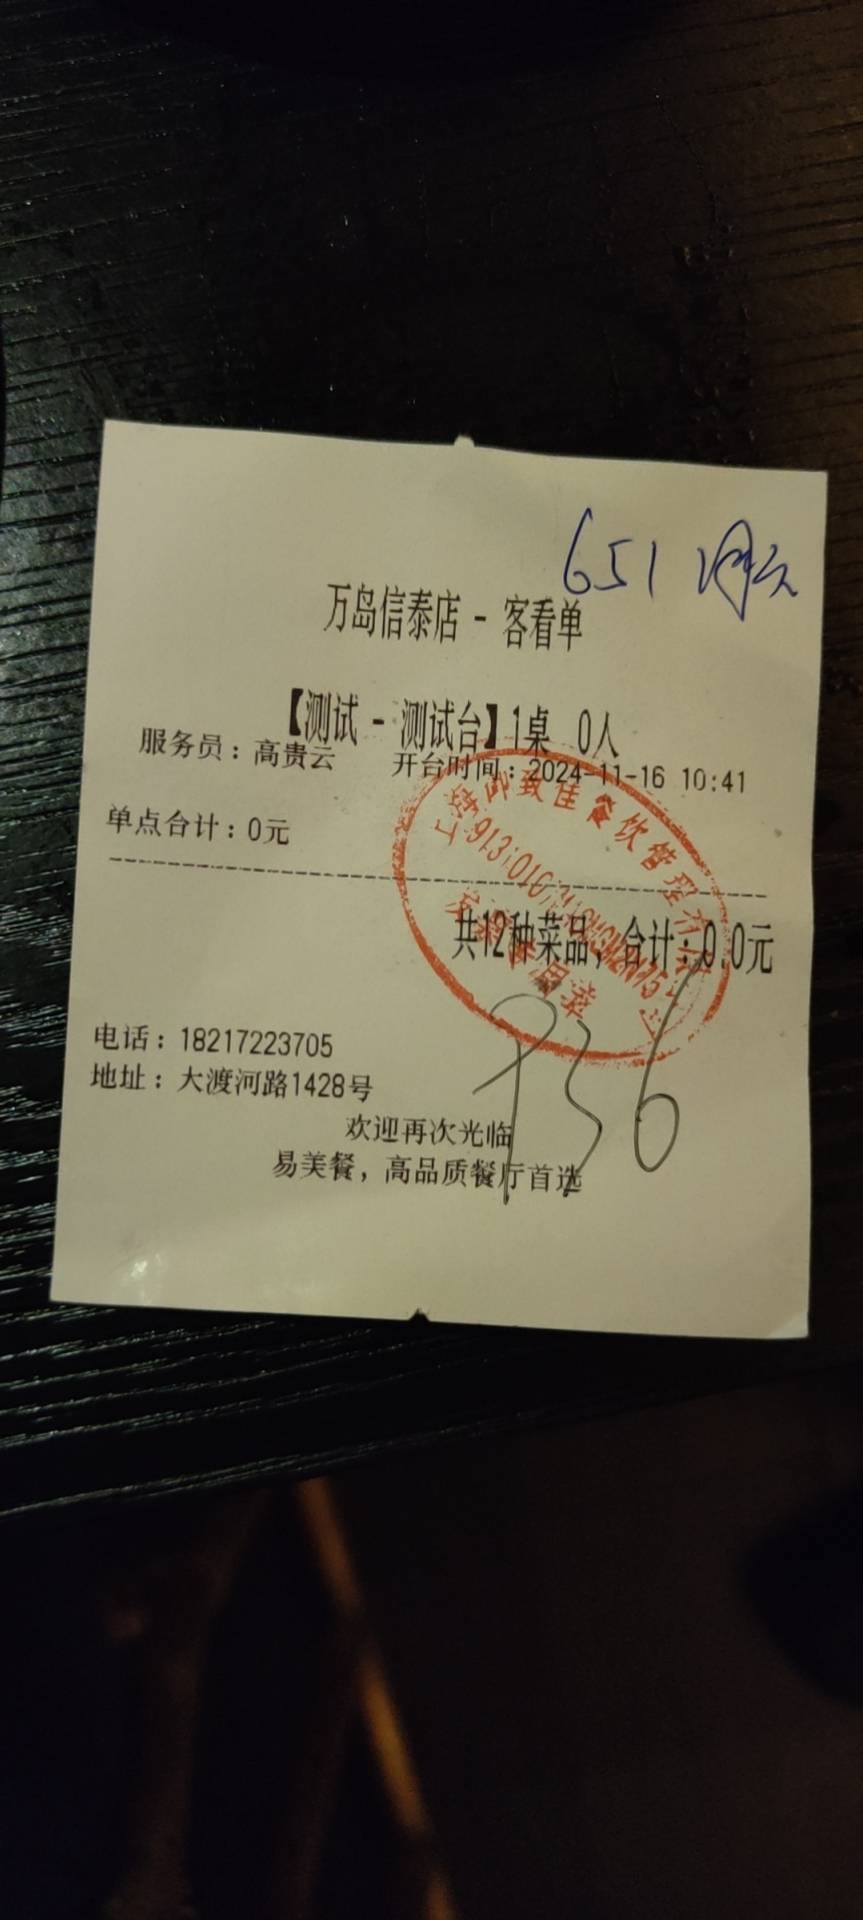 651
万岛信泰店 - 客看单
【测试 - 测试台】1桌 0人
服务员：高贵云 开台时间：2024-11-16 10:41
单点合计：0元
共12种菜品，合计：0.0元
餐饮管理
736
电话：18217223705
地址：大渡河路1428号
欢迎再次光临
易美餐，高品质餐厅首选